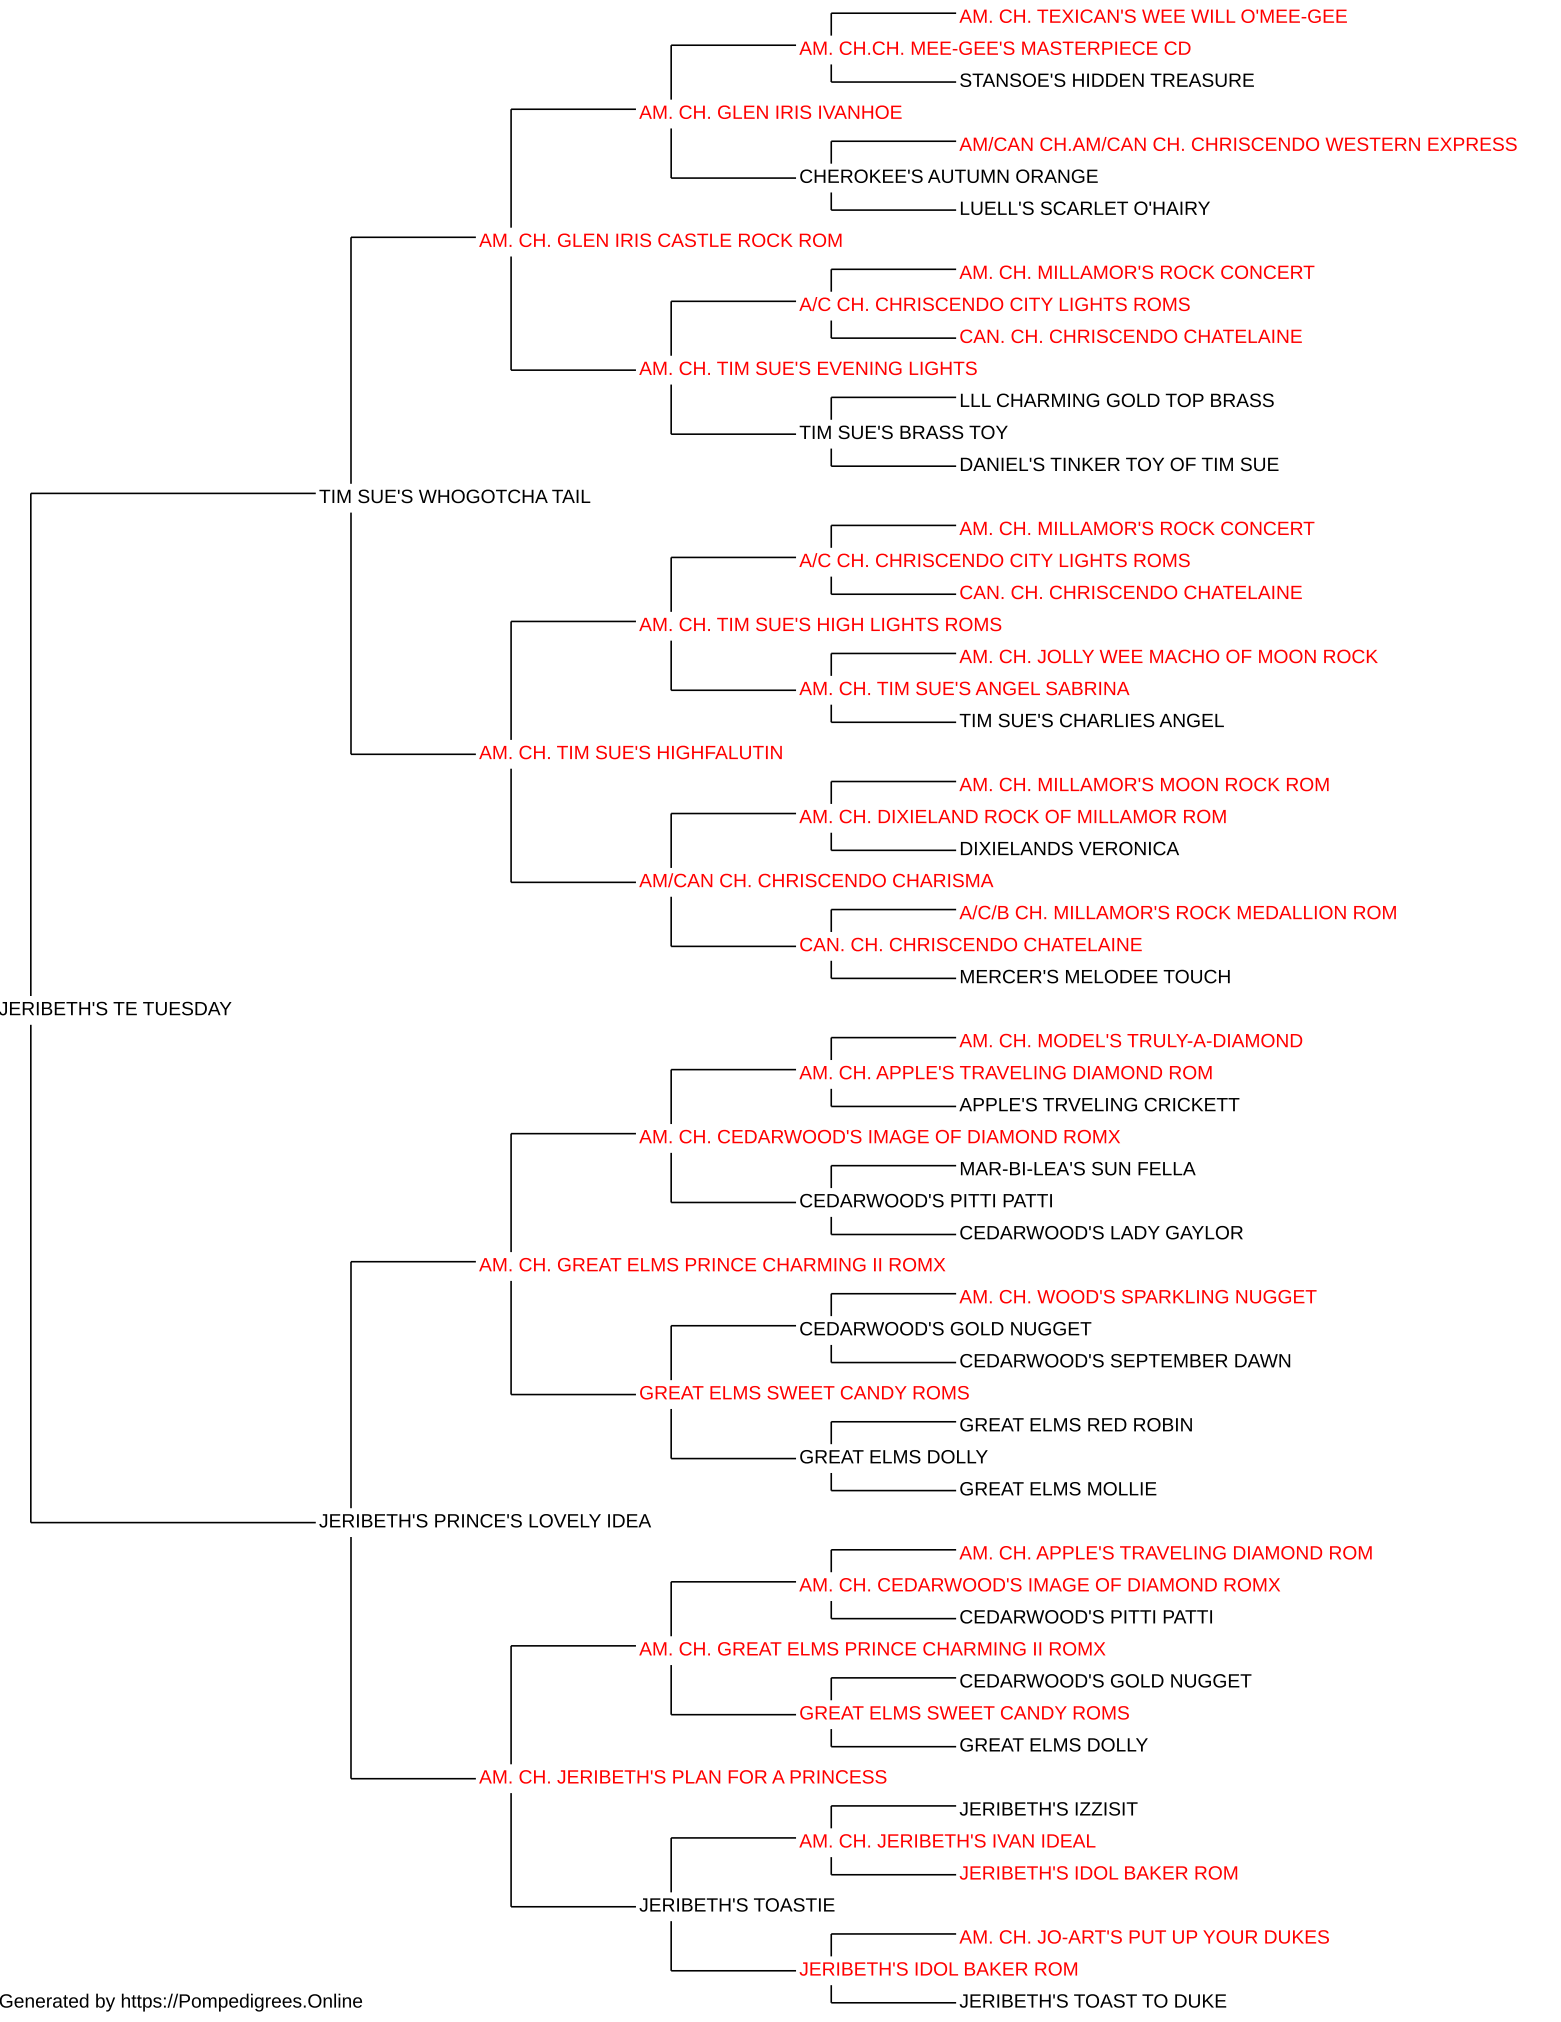 AM. CH. TEXICAN'S WEE WILL O'MEE-GEE
AM. CH.CH. MEE-GEE'S MASTERPIECE CD
STANSOE'S HIDDEN TREASURE
AM. CH. GLEN IRIS IVANHOE
AM/CAN CH.AM/CAN CH. CHRISCENDO WESTERN EXPRESS
CHEROKEE'S AUTUMN ORANGE
LUELL'S SCARLET O'HAIRY
AM. CH. GLEN IRIS CASTLE ROCK ROM
AM. CH. MILLAMOR'S ROCK CONCERT
A/C CH. CHRISCENDO CITY LIGHTS ROMS
CAN. CH. CHRISCENDO CHATELAINE
AM. CH. TIM SUE'S EVENING LIGHTS
LLL CHARMING GOLD TOP BRASS
TIM SUE'S BRASS TOY
DANIEL'S TINKER TOY OF TIM SUE
TIM SUE'S WHOGOTCHA TAIL
AM. CH. MILLAMOR'S ROCK CONCERT
A/C CH. CHRISCENDO CITY LIGHTS ROMS
CAN. CH. CHRISCENDO CHATELAINE
AM. CH. TIM SUE'S HIGH LIGHTS ROMS
AM. CH. JOLLY WEE MACHO OF MOON ROCK
AM. CH. TIM SUE'S ANGEL SABRINA
TIM SUE'S CHARLIES ANGEL
AM. CH. TIM SUE'S HIGHFALUTIN
AM. CH. MILLAMOR'S MOON ROCK ROM
AM. CH. DIXIELAND ROCK OF MILLAMOR ROM
DIXIELANDS VERONICA
AM/CAN CH. CHRISCENDO CHARISMA
A/C/B CH. MILLAMOR'S ROCK MEDALLION ROM
CAN. CH. CHRISCENDO CHATELAINE
MERCER'S MELODEE TOUCH
JERIBETH'S TE TUESDAY
AM. CH. MODEL'S TRULY-A-DIAMOND
AM. CH. APPLE'S TRAVELING DIAMOND ROM
APPLE'S TRVELING CRICKETT
AM. CH. CEDARWOOD'S IMAGE OF DIAMOND ROMX
MAR-BI-LEA'S SUN FELLA
CEDARWOOD'S PITTI PATTI
CEDARWOOD'S LADY GAYLOR
AM. CH. GREAT ELMS PRINCE CHARMING II ROMX
AM. CH. WOOD'S SPARKLING NUGGET
CEDARWOOD'S GOLD NUGGET
CEDARWOOD'S SEPTEMBER DAWN
GREAT ELMS SWEET CANDY ROMS
GREAT ELMS RED ROBIN
GREAT ELMS DOLLY
GREAT ELMS MOLLIE
JERIBETH'S PRINCE'S LOVELY IDEA
AM. CH. APPLE'S TRAVELING DIAMOND ROM
AM. CH. CEDARWOOD'S IMAGE OF DIAMOND ROMX
CEDARWOOD'S PITTI PATTI
AM. CH. GREAT ELMS PRINCE CHARMING II ROMX
CEDARWOOD'S GOLD NUGGET
GREAT ELMS SWEET CANDY ROMS
GREAT ELMS DOLLY
AM. CH. JERIBETH'S PLAN FOR A PRINCESS
JERIBETH'S IZZISIT
AM. CH. JERIBETH'S IVAN IDEAL
JERIBETH'S IDOL BAKER ROM
JERIBETH'S TOASTIE
AM. CH. JO-ART'S PUT UP YOUR DUKES
JERIBETH'S IDOL BAKER ROM
JERIBETH'S TOAST TO DUKE
Generated by https://Pompedigrees.Online